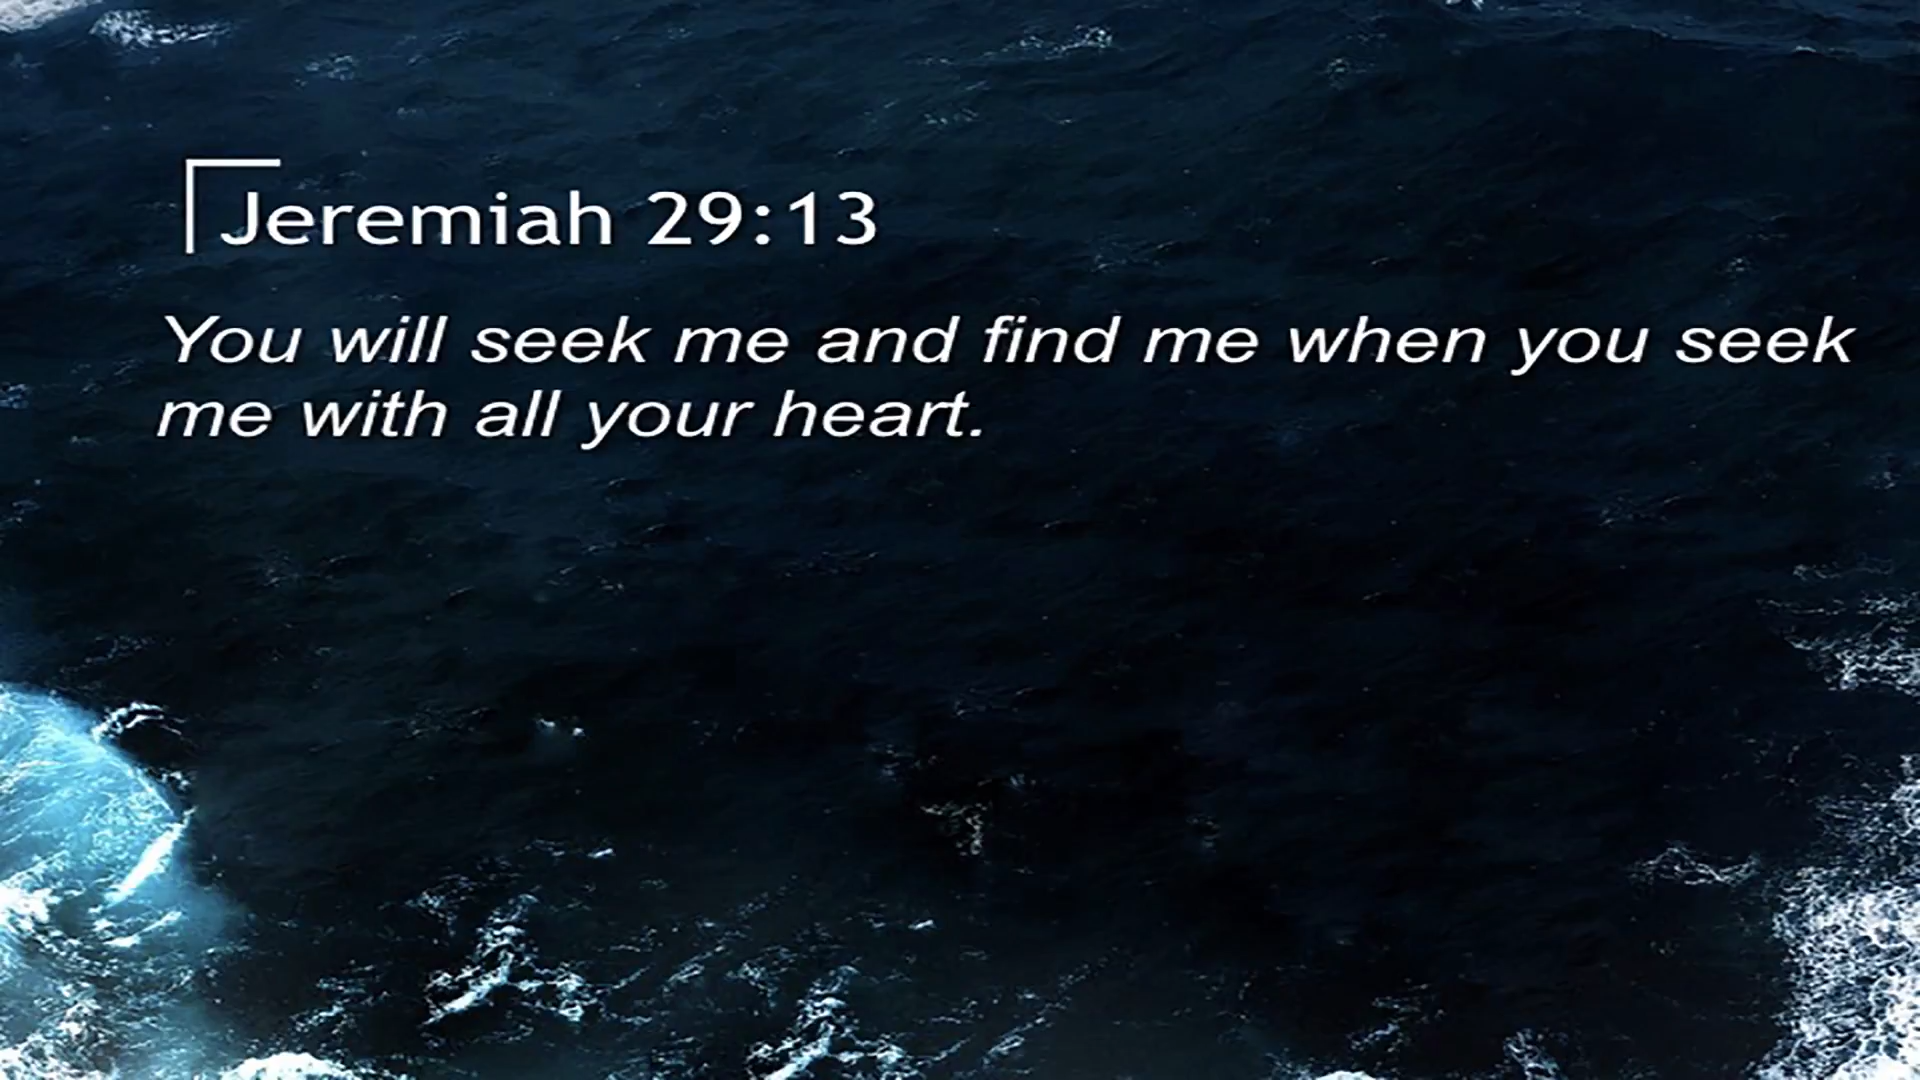 Jeremiah 29:13
You will seek me and find me when you seek
me with all your heart.